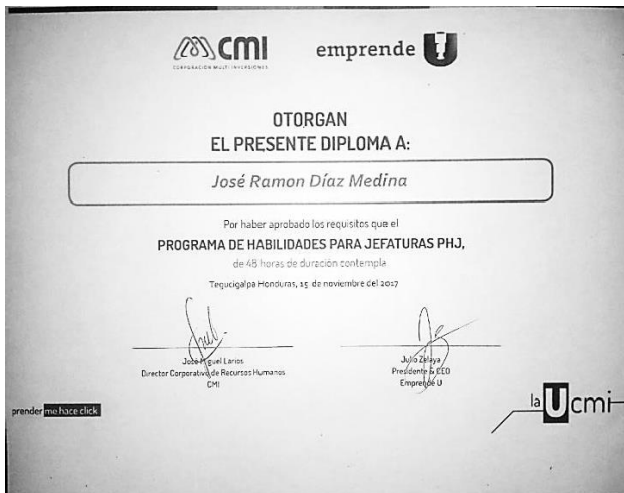 CMI
CORPORACIÓN MULTI INVERSIONES
emprende U
OTORGAN
EL PRESENTE DIPLOMA A:
José Ramon Díaz Medina
Por haber aprobado los requisitos que el
PROGRAMA DE HABILIDADES PARA JEFATURAS PHJ,
de 48 horas de duración contempla
Tegucigalpa Honduras, 15 de noviembre del 2017
José Miguel Larios
Director Corporativo de Recursos Humanos
CMI
Julio Zelaya
Presidente & CEO
Emprende U
prender me hace click
la U cmi